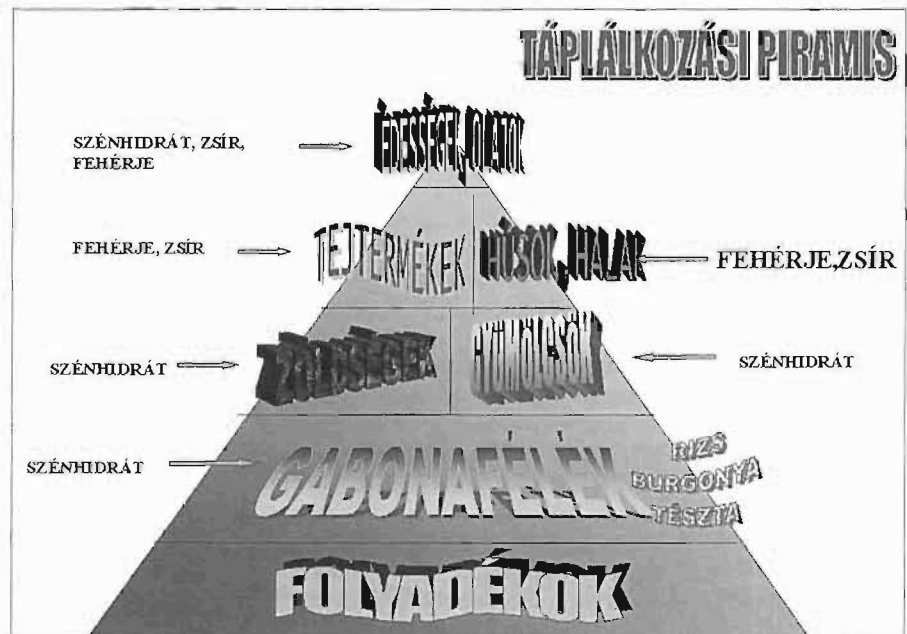 TÁPLÁLKOZÁSI PIRAMIS
ÉDESSÉGEK, OLAJOK
SZÉNHIDRÁT, ZSÍR,
FEHÉRJE
FEHÉRJE, ZSÍR
TEJTERMÉKEK
HÚSOK, HALAK
FEHÉRJE,ZSÍR
SZÉNHIDRÁT
ZÖLDSÉGEK
GYÜMÖLCSÖK
SZÉNHIDRÁT
SZÉNHIDRÁT
GABONAFÉLÉK
RIZS
BURGONYA
TÉSZTA
FOLYADÉKOK